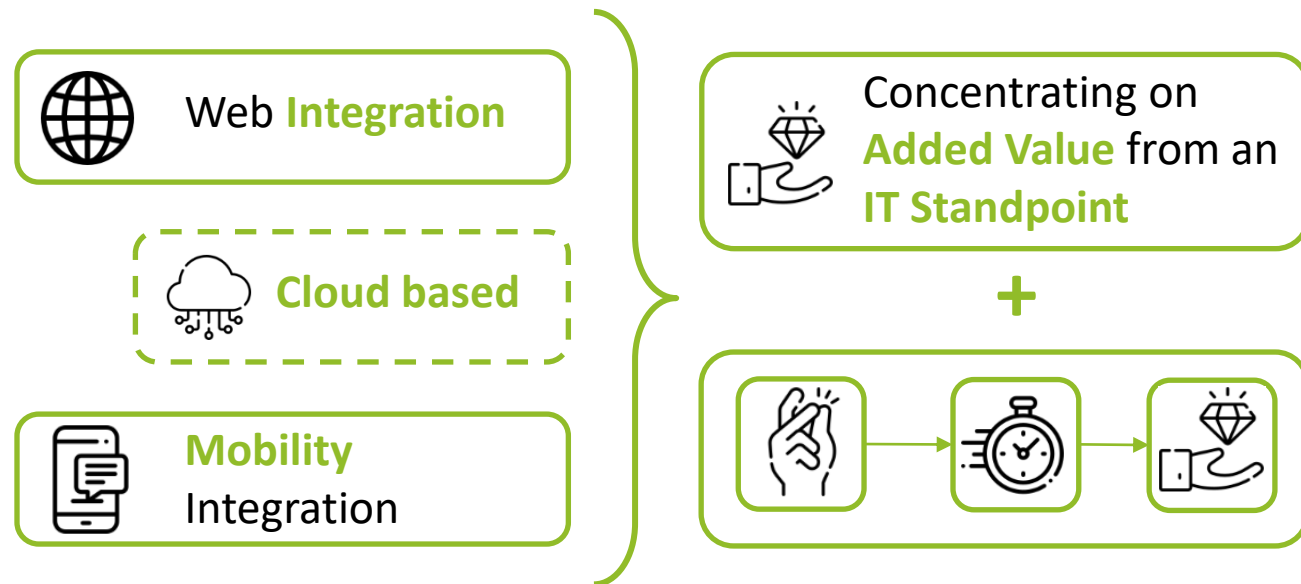 Web Integration
Cloud based
Mobility
Integration
Concentrating on
Added Value from an
IT Standpoint
+